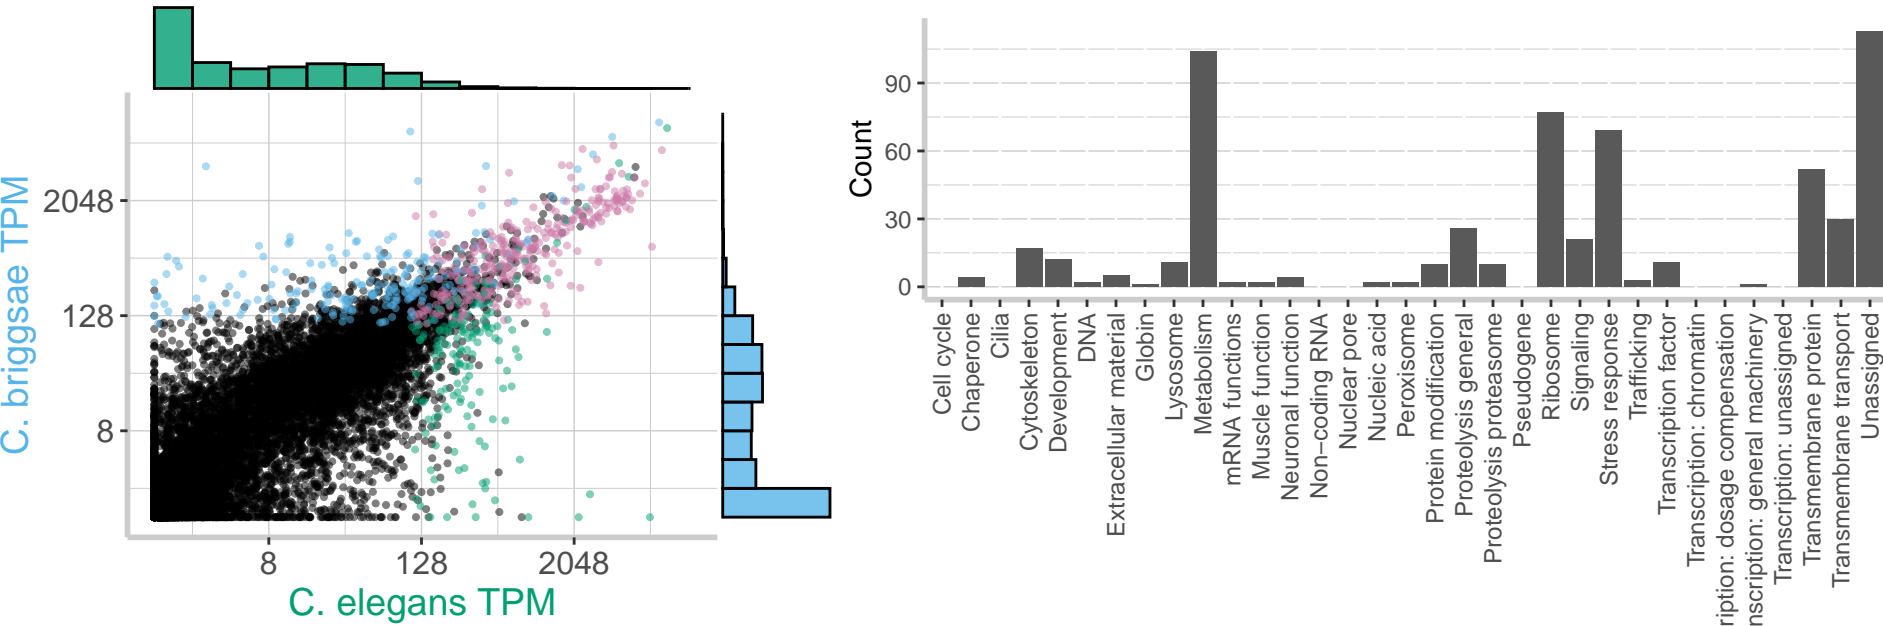 C. briggsae TPM
2048
128
8
8
128
2048
C. elegans TPM
Count
90
60
30
0
Cell cycle
Chaperone
Cilia
Cytoskeleton
Development
DNA
Extracellular material
Globin
Lysosome
Metabolism
mRNA functions
Muscle function
Neuronal function
Non−coding RNA
Nuclear pore
Nucleic acid
Peroxisome
Protein modification
Proteolysis general
Proteolysis proteasome
Pseudogene
Ribosome
Signaling
Stress response
Trafficking
Transcription factor
Transcription: chromatin
ription: dosage compensation
nscription: general machinery
Transcription: unassigned
Transmembrane protein
Transmembrane transport
Unassigned